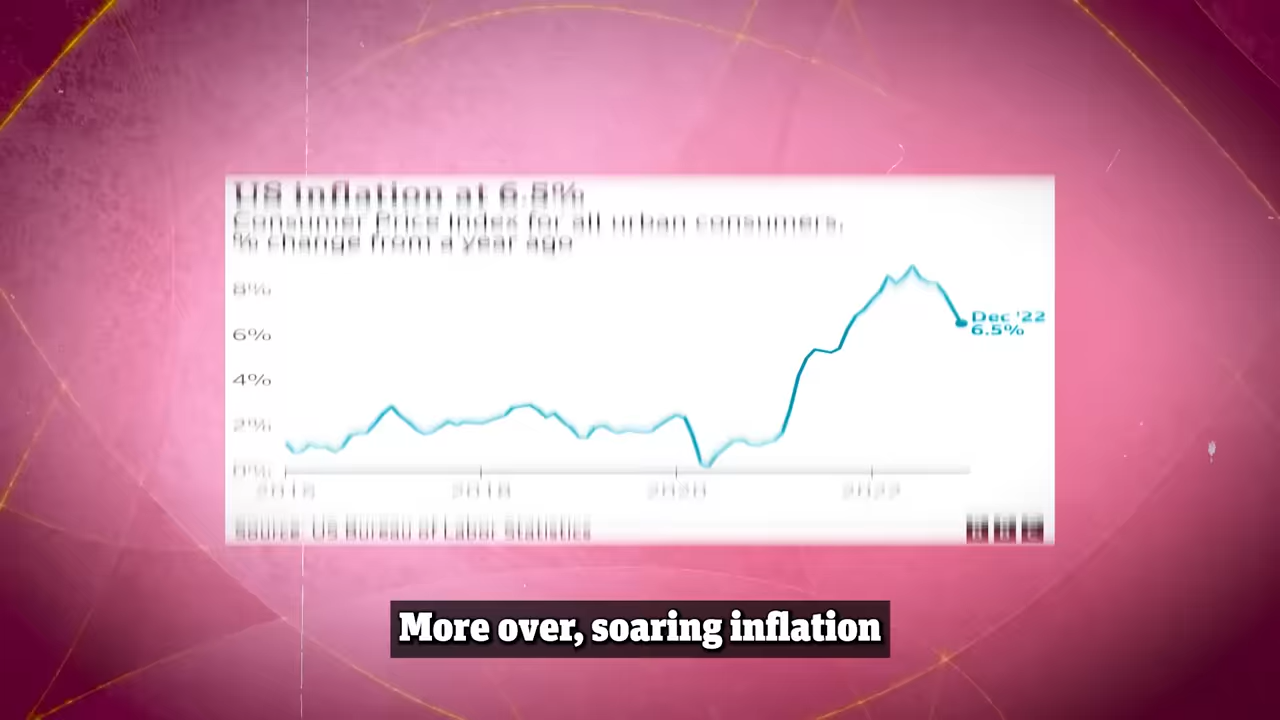 US inflation at 6.5%
Consumer Price Index for all urban consumers,
% change from a year ago
8%
6%
4%
2%
0%
Dec '22
6.5%
2016
2018
2020
2022
Source: US Bureau of Labor Statistics
BBC
More over, soaring inflation